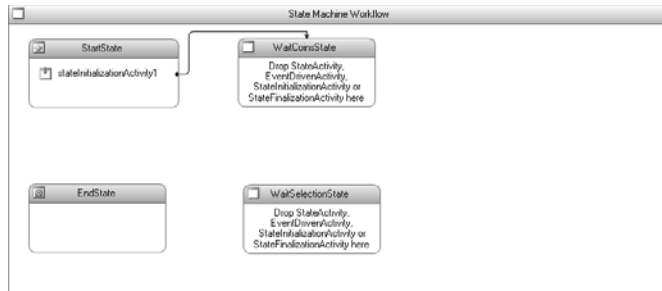 State Machine Workflow
StartState
stateInitializationActivity1
WaitCoinsState
Drop StateActivity,
EventDrivenActivity,
StateInitializationActivity or
StateFinalizationActivity here
EndState
WaitSelectionState
Drop StateActivity,
EventDrivenActivity,
StateInitializationActivity or
StateFinalizationActivity here